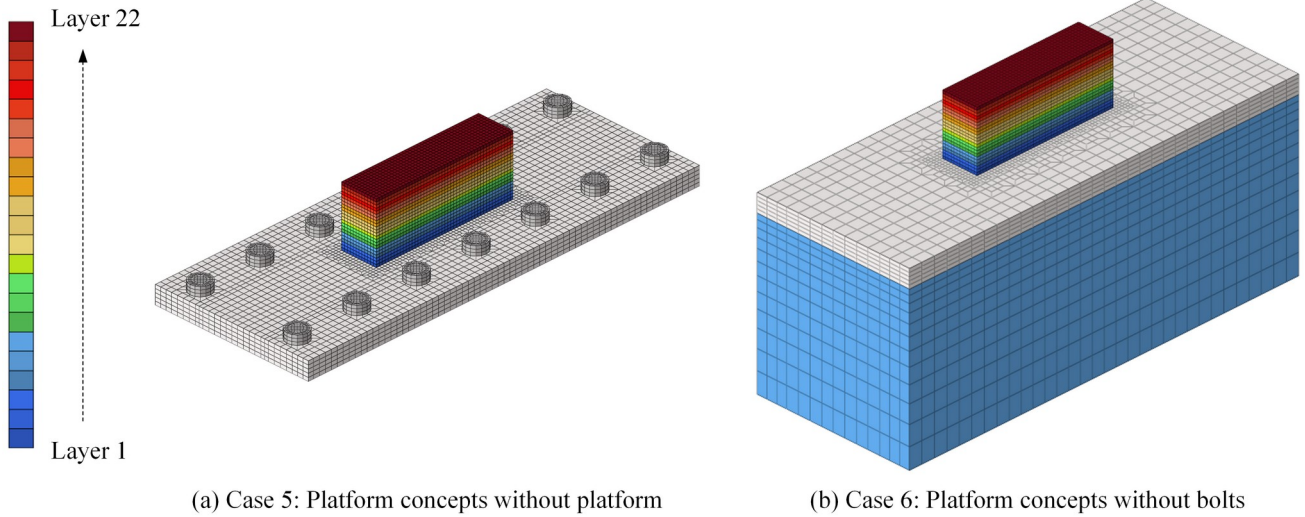 Layer 22
Layer 1
(a) Case 5: Platform concepts without platform
(b) Case 6: Platform concepts without bolts